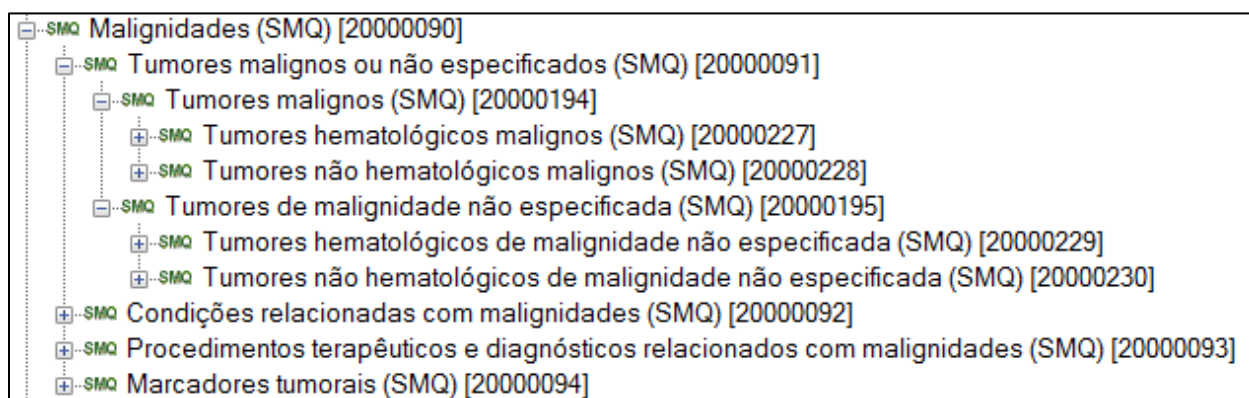 SMQ Malignidades (SMQ) [20000090]
SMQ Tumores malignos ou não especificados (SMQ) [20000091]
SMQ Tumores malignos (SMQ) [20000194]
SMQ Tumores hematológicos malignos (SMQ) [20000227]
SMQ Tumores não hematológicos malignos (SMQ) [20000228]
SMQ Tumores de malignidade não especificada (SMQ) [20000195]
SMQ Tumores hematológicos de malignidade não especificada (SMQ) [20000229]
SMQ Tumores não hematológicos de malignidade não especificada (SMQ) [20000230]
SMQ Condições relacionadas com malignidades (SMQ) [20000092]
SMQ Procedimentos terapêuticos e diagnósticos relacionados com malignidades (SMQ) [20000093]
SMQ Marcadores tumorais (SMQ) [20000094]